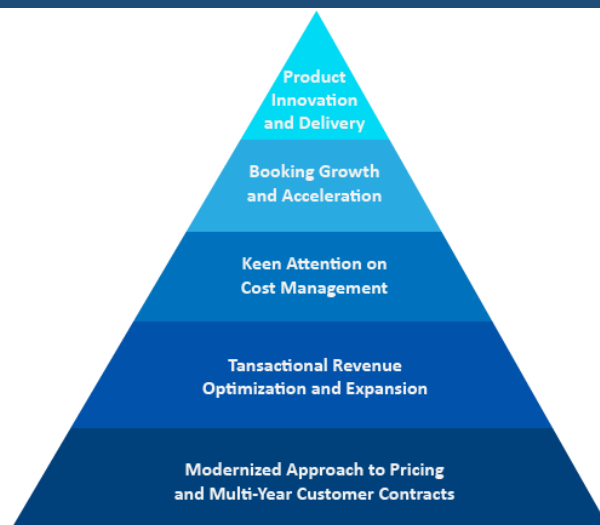 Product
Innovation
and Delivery
Booking Growth
and Acceleration
Keen Attention on
Cost Management
Tansactional Revenue
Optimization and Expansion
Modernized Approach to Pricing
and Multi-Year Customer Contracts